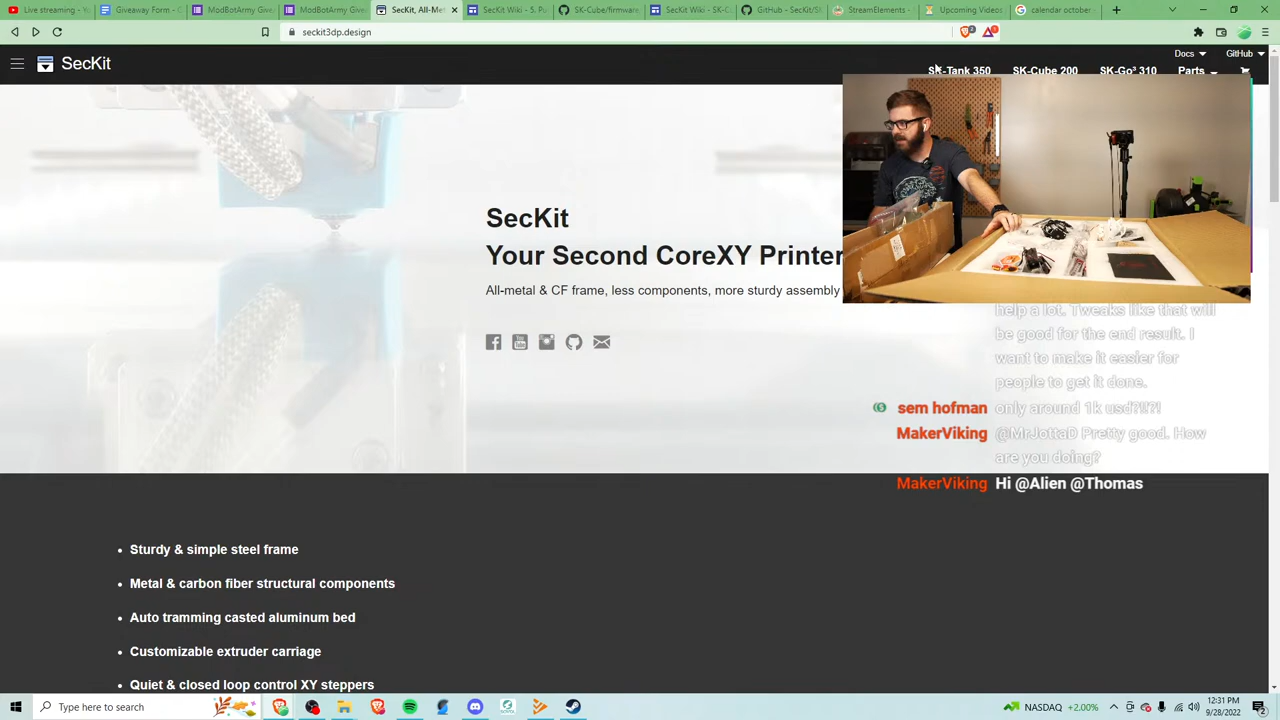 Live streaming - Y
Giveaway Form - G
ModBotArmy Give
ModBotArmy Give
SecKit, All-Met
SecKit Wiki - 5. Pu
SK-Cube/firmware
SecKit Wiki - SK-C
GitHub - SecKit/SK
StreamElements -
Upcoming Videos
calendar october
seckit3dp.design
Docs
GitHub
SecKit
SK-Tank 350
SK-Cube 200
SK-Go³ 310
Parts
SecKit
Your Second CoreXY Printer
All-metal & CF frame, less components, more sturdy assembly
help a lot. Tweaks like that will
be good for the end result. I
want to make it easier for
people to get it done.
sem hofman only around 1k usd?!!?!
MakerViking @MrJottaD Pretty good. How
are you doing?
MakerViking Hi @Alien @Thomas
Sturdy & simple steel frame
Metal & carbon fiber structural components
Auto tramming casted aluminum bed
Customizable extruder carriage
Quiet & closed loop control XY steppers
Type here to search
NASDAQ +2.00%
12:31 PM
9/28/2022